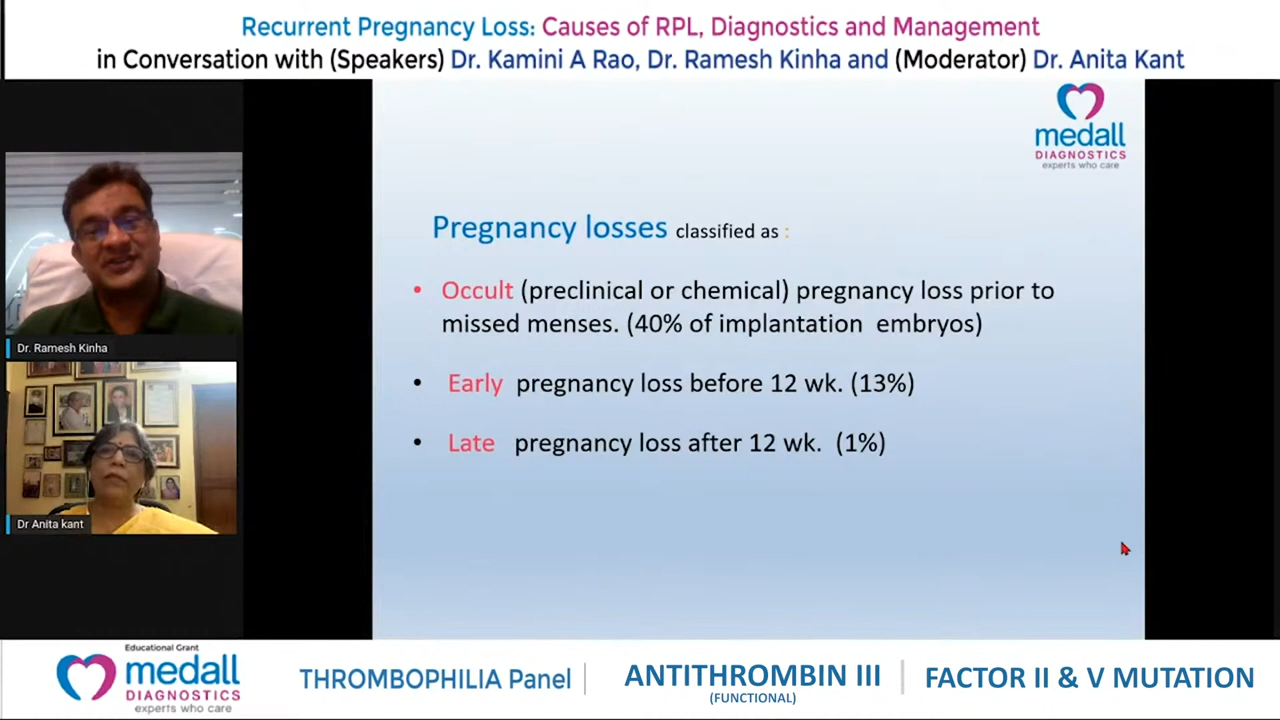 Recurrent Pregnancy Loss: Causes of RPL, Diagnostics and Management
in Conversation with (Speakers) Dr. Kamini A Rao, Dr. Ramesh Kinha and (Moderator) Dr. Anita Kant
medall
DIAGNOSTICS
experts who care
Pregnancy losses classified as :
• Occult (preclinical or chemical) pregnancy loss prior to
missed menses. (40% of implantation embryos)
• Early pregnancy loss before 12 wk. (13%)
• Late pregnancy loss after 12 wk. (1%)
Dr. Ramesh Kinha
Dr Anita kant
Educational Grant
medall
DIAGNOSTICS
experts who care
THROMBOPHILIA Panel
ANTITHROMBIN III
(FUNCTIONAL)
FACTOR II & V MUTATION